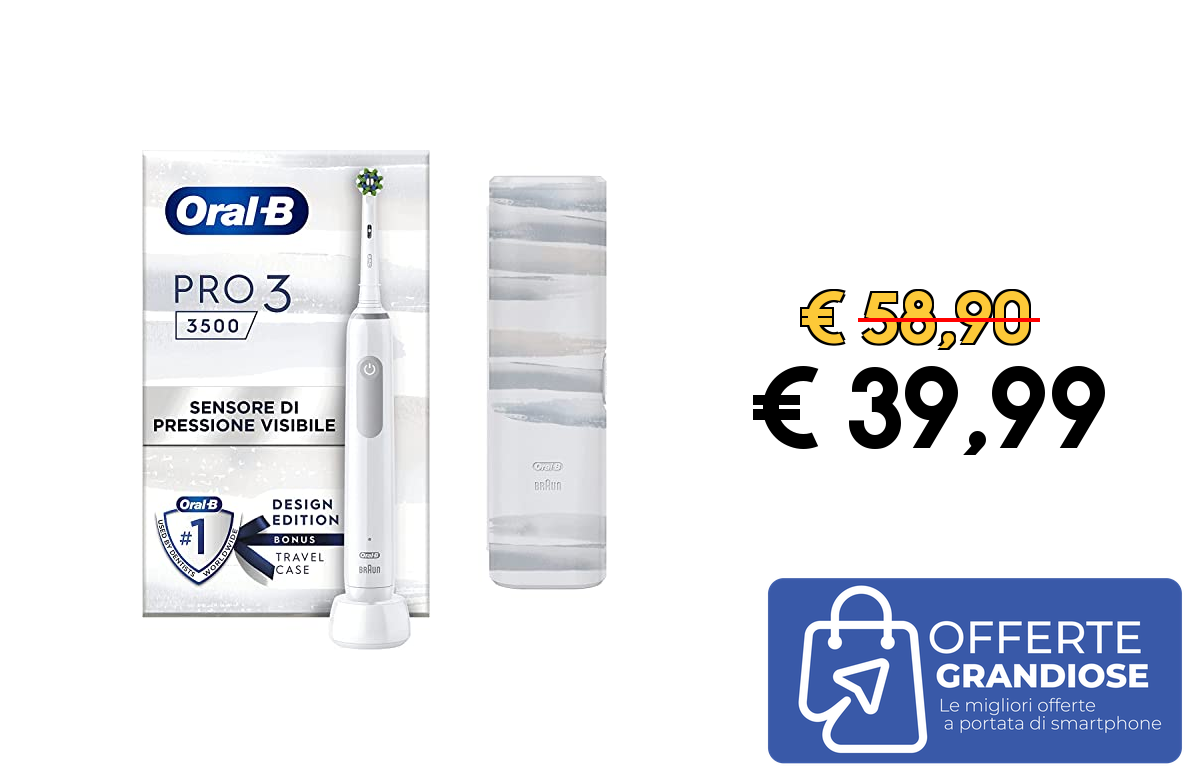 Oral-B
PRO 3
3500
SENSORE DI
PRESSIONE VISIBILE
Oral-B
#1
USED BY DENTISTS WORLDWIDE
DESIGN
EDITION
BONUS
TRAVEL
CASE
Oral-B
Oral-B
BRAUN
Oral-B
BRAUN
€ 58,90
€ 39,99
OFFERTE
GRANDIOSE
Le migliori offerte
a portata di smartphone